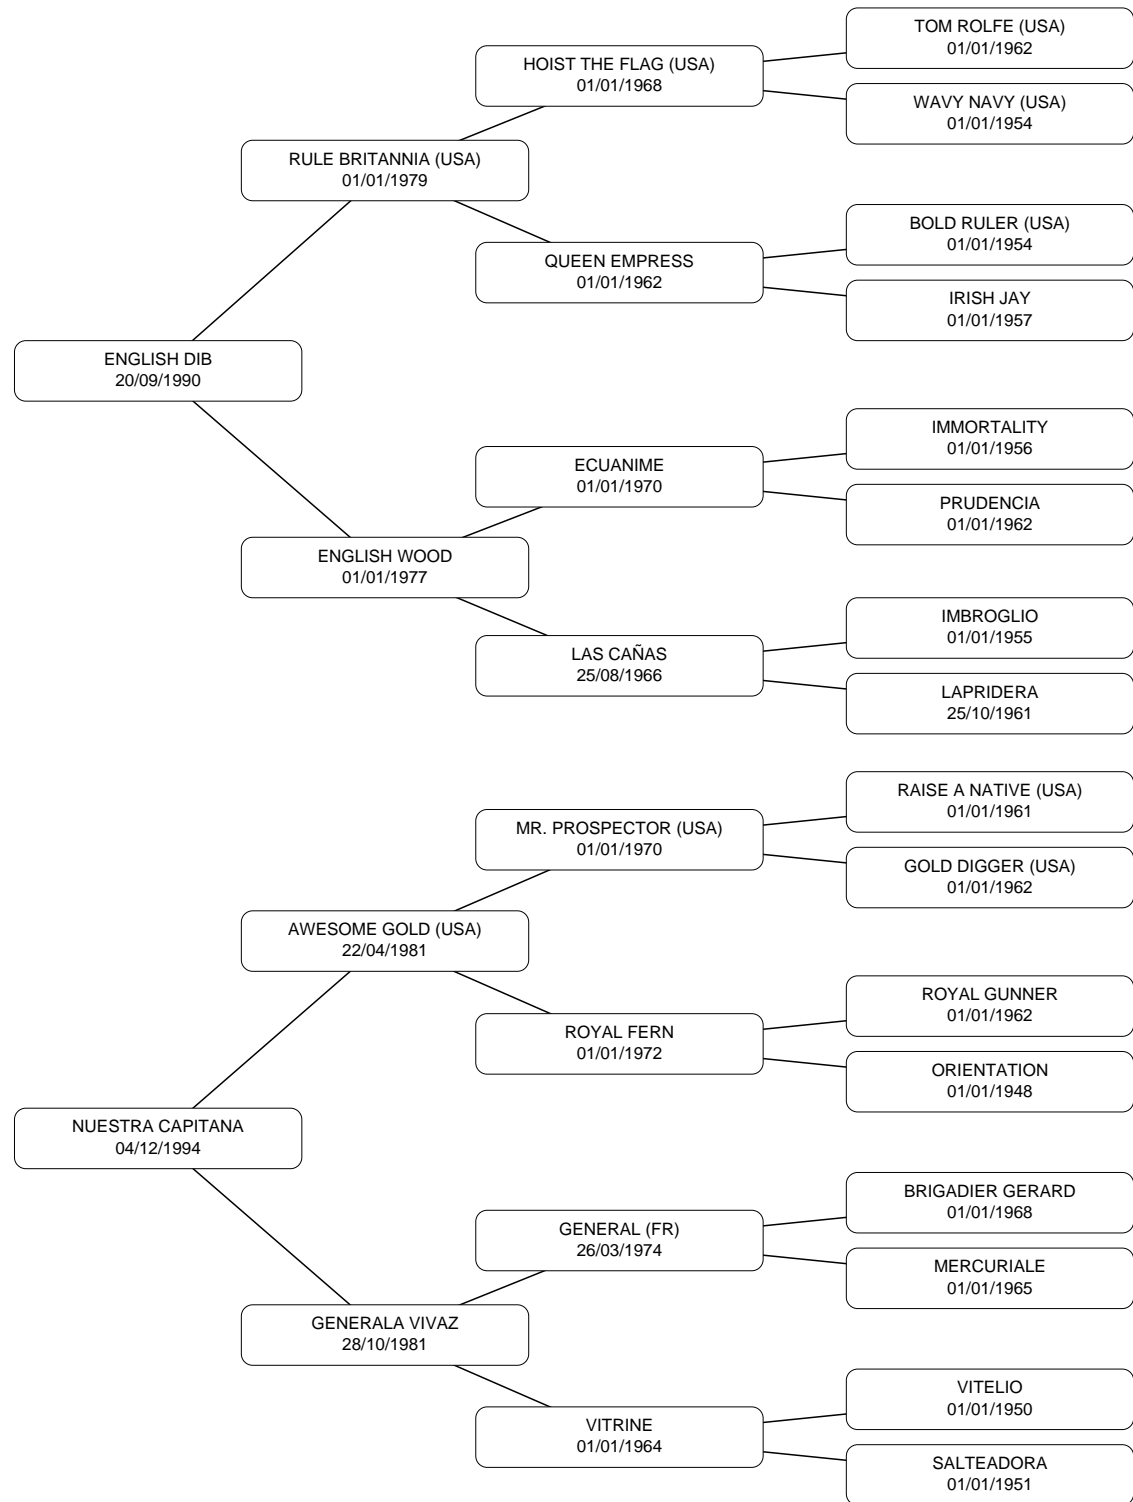 TOM ROLFE (USA)
01/01/1962
HOIST THE FLAG (USA)
01/01/1968
WAVY NAVY (USA)
01/01/1954
RULE BRITANNIA (USA)
01/01/1979
BOLD RULER (USA)
01/01/1954
QUEEN EMPRESS
01/01/1962
IRISH JAY
01/01/1957
ENGLISH DIB
20/09/1990
IMMORTALITY
01/01/1956
ECUANIME
01/01/1970
PRUDENCIA
01/01/1962
ENGLISH WOOD
01/01/1977
IMBROGLIO
01/01/1955
LAS CAÑAS
25/08/1966
LAPRIDERA
25/10/1961
RAISE A NATIVE (USA)
01/01/1961
MR. PROSPECTOR (USA)
01/01/1970
GOLD DIGGER (USA)
01/01/1962
AWESOME GOLD (USA)
22/04/1981
ROYAL GUNNER
01/01/1962
ROYAL FERN
01/01/1972
ORIENTATION
01/01/1948
NUESTRA CAPITANA
04/12/1994
BRIGADIER GERARD
01/01/1968
GENERAL (FR)
26/03/1974
MERCURIALE
01/01/1965
GENERALA VIVAZ
28/10/1981
VITELIO
01/01/1950
VITRINE
01/01/1964
SALTEADORA
01/01/1951